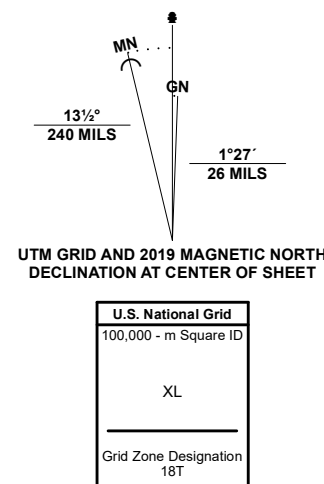 MN
GN
13½°
240 MILS
1°27´
26 MILS
UTM GRID AND 2019 MAGNETIC NORTH
DECLINATION AT CENTER OF SHEET
U.S. National Grid
100,000 - m Square ID
XL
Grid Zone Designation
18T